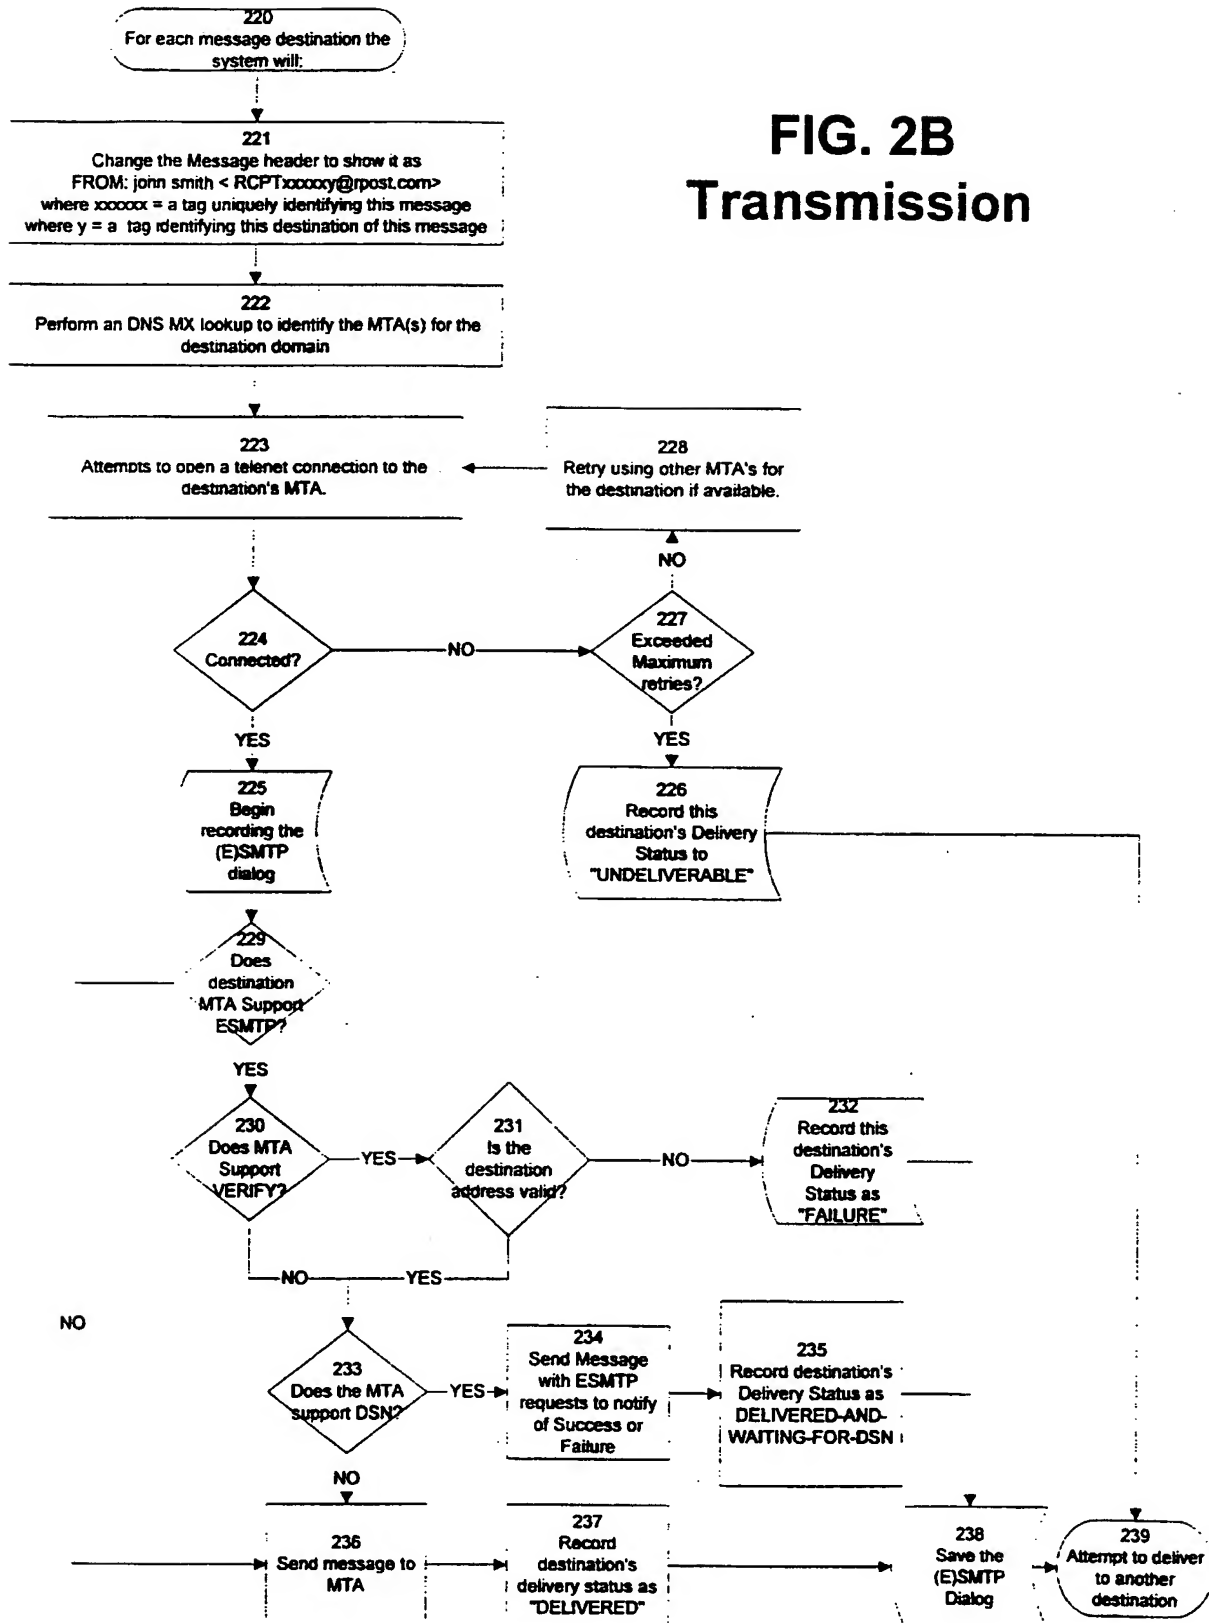 220
For each message destination the
system will:
FIG. 2B
Transmission
221
Change the Message header to show it as
FROM: john smith < RCPTxxxxxy@rpost.com>
where xxxxxx = a tag uniquely identifying this message
where y = a tag identifying this destination of this message
222
Perform an DNS MX lookup to identify the MTA(s) for the
destination domain
223
Attempts to open a telenet connection to the
destination's MTA.
228
Retry using other MTA's for
the destination if available.
NO
224
Connected?
NO
227
Exceeded
Maximum
retries?
YES
YES
225
Begin
recording the
(E)SMTP
dialog
226
Record this
destination's Delivery
Status to
"UNDELIVERABLE"
229
Does
destination
MTA Support
ESMTP?
YES
230
Does MTA
Support
VERIFY?
YES
231
Is the
destination
address valid?
NO
232
Record this
destination's
Delivery
Status as
"FAILURE"
NO
YES
NO
233
Does the MTA
support DSN?
YES
234
Send Message
with ESMTP
requests to notify
of Success or
Failure
235
Record destination's
Delivery Status as
DELIVERED-AND-
WAITING-FOR-DSN
NO
236
Send message to
MTA
237
Record
destination's
delivery status as
"DELIVERED"
238
Save the
(E)SMTP
Dialog
239
Attempt to deliver
to another
destination